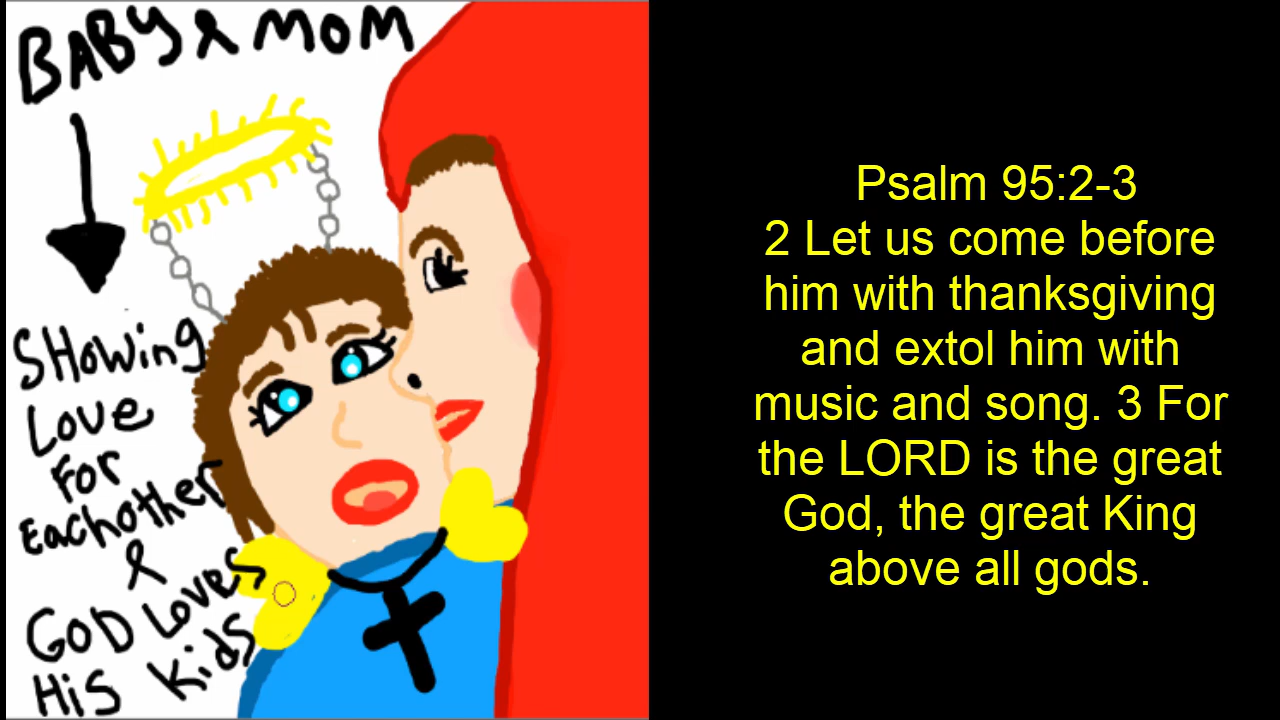 BABY & MOM
SHOWing
LOVE
FOR
EACHOTHER
&
GOD LOVES
HiS KidS
Psalm 95:2-3
2 Let us come before
him with thanksgiving
and extol him with
music and song. 3 For
the LORD is the great
God, the great King
above all gods.